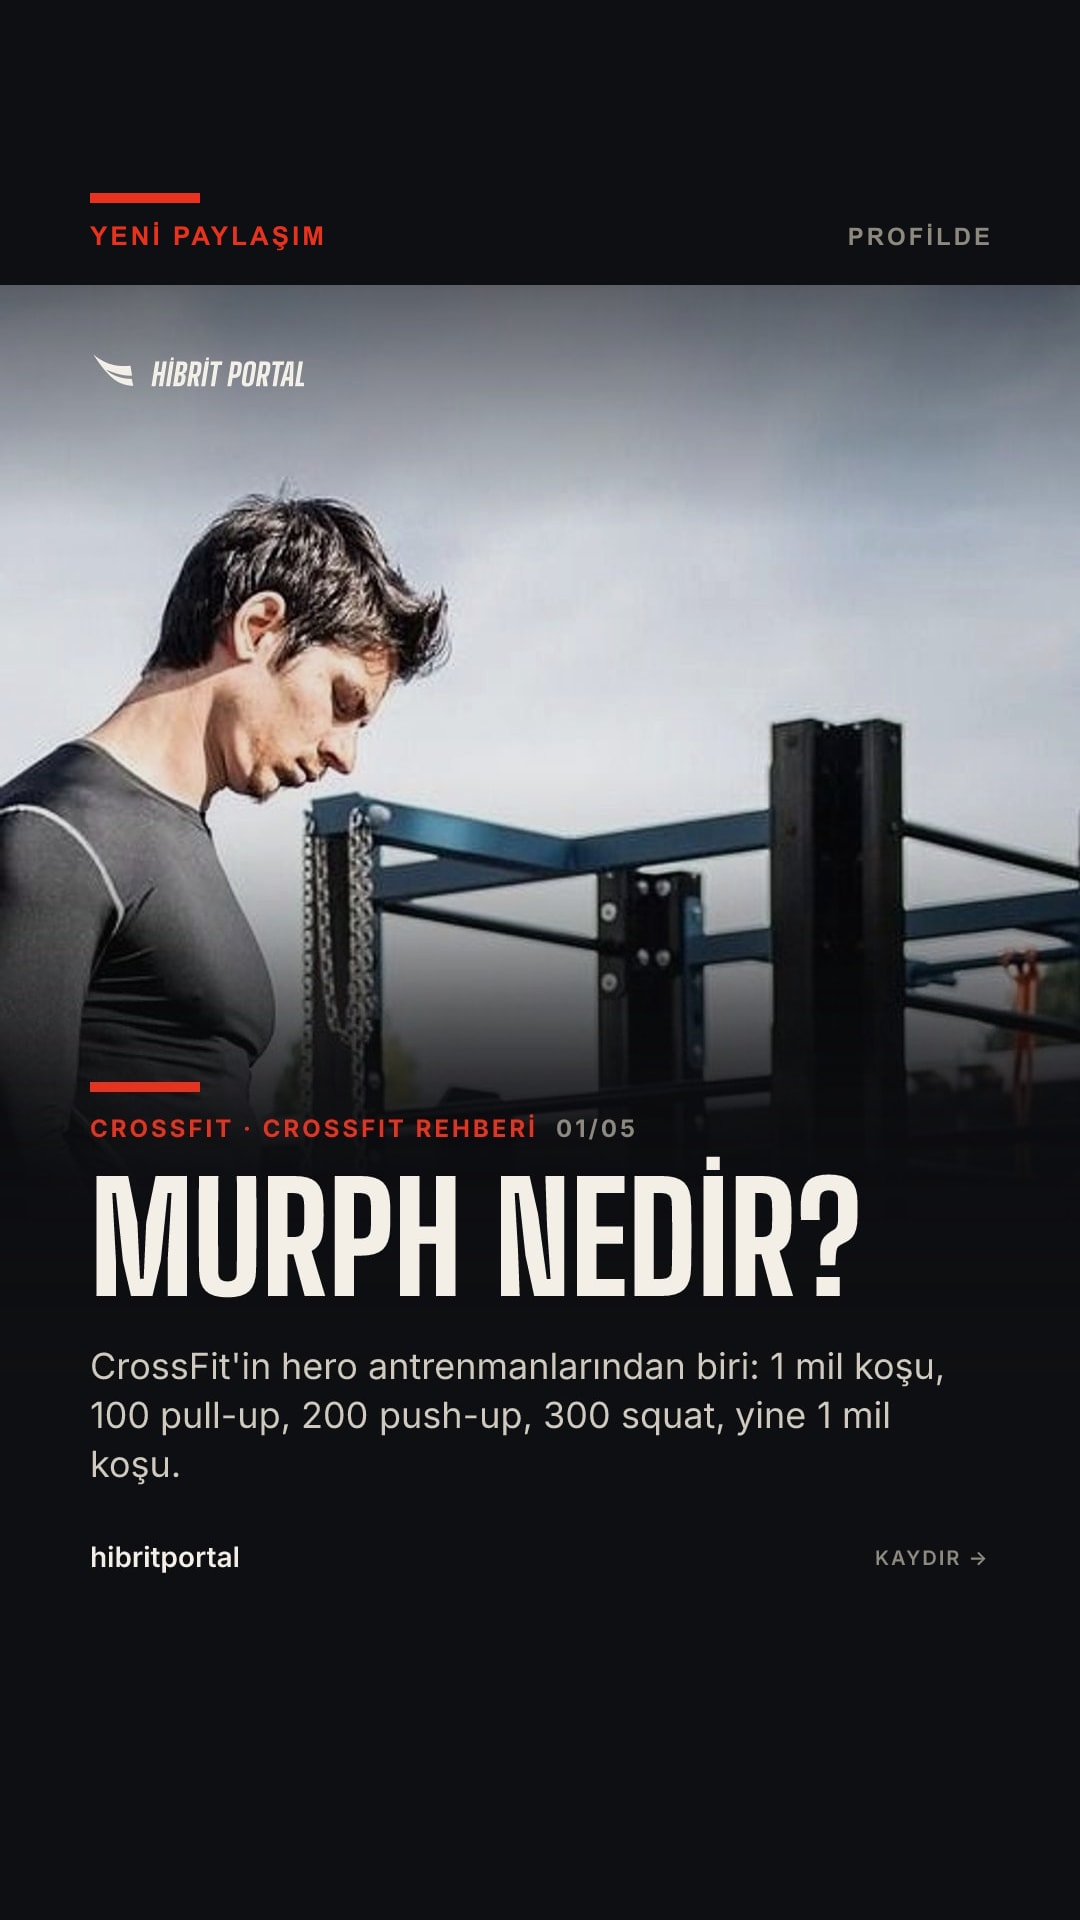 YENİ PAYLAŞIM
PROFİLDE
HİBRİT PORTAL
CROSSFIT · CROSSFIT REHBERİ 01/05
MURPH NEDİR?
CrossFit'in hero antrenmanlarından biri: 1 mil koşu,
100 pull-up, 200 push-up, 300 squat, yine 1 mil
koşu.
hibritportal
KAYDIR →